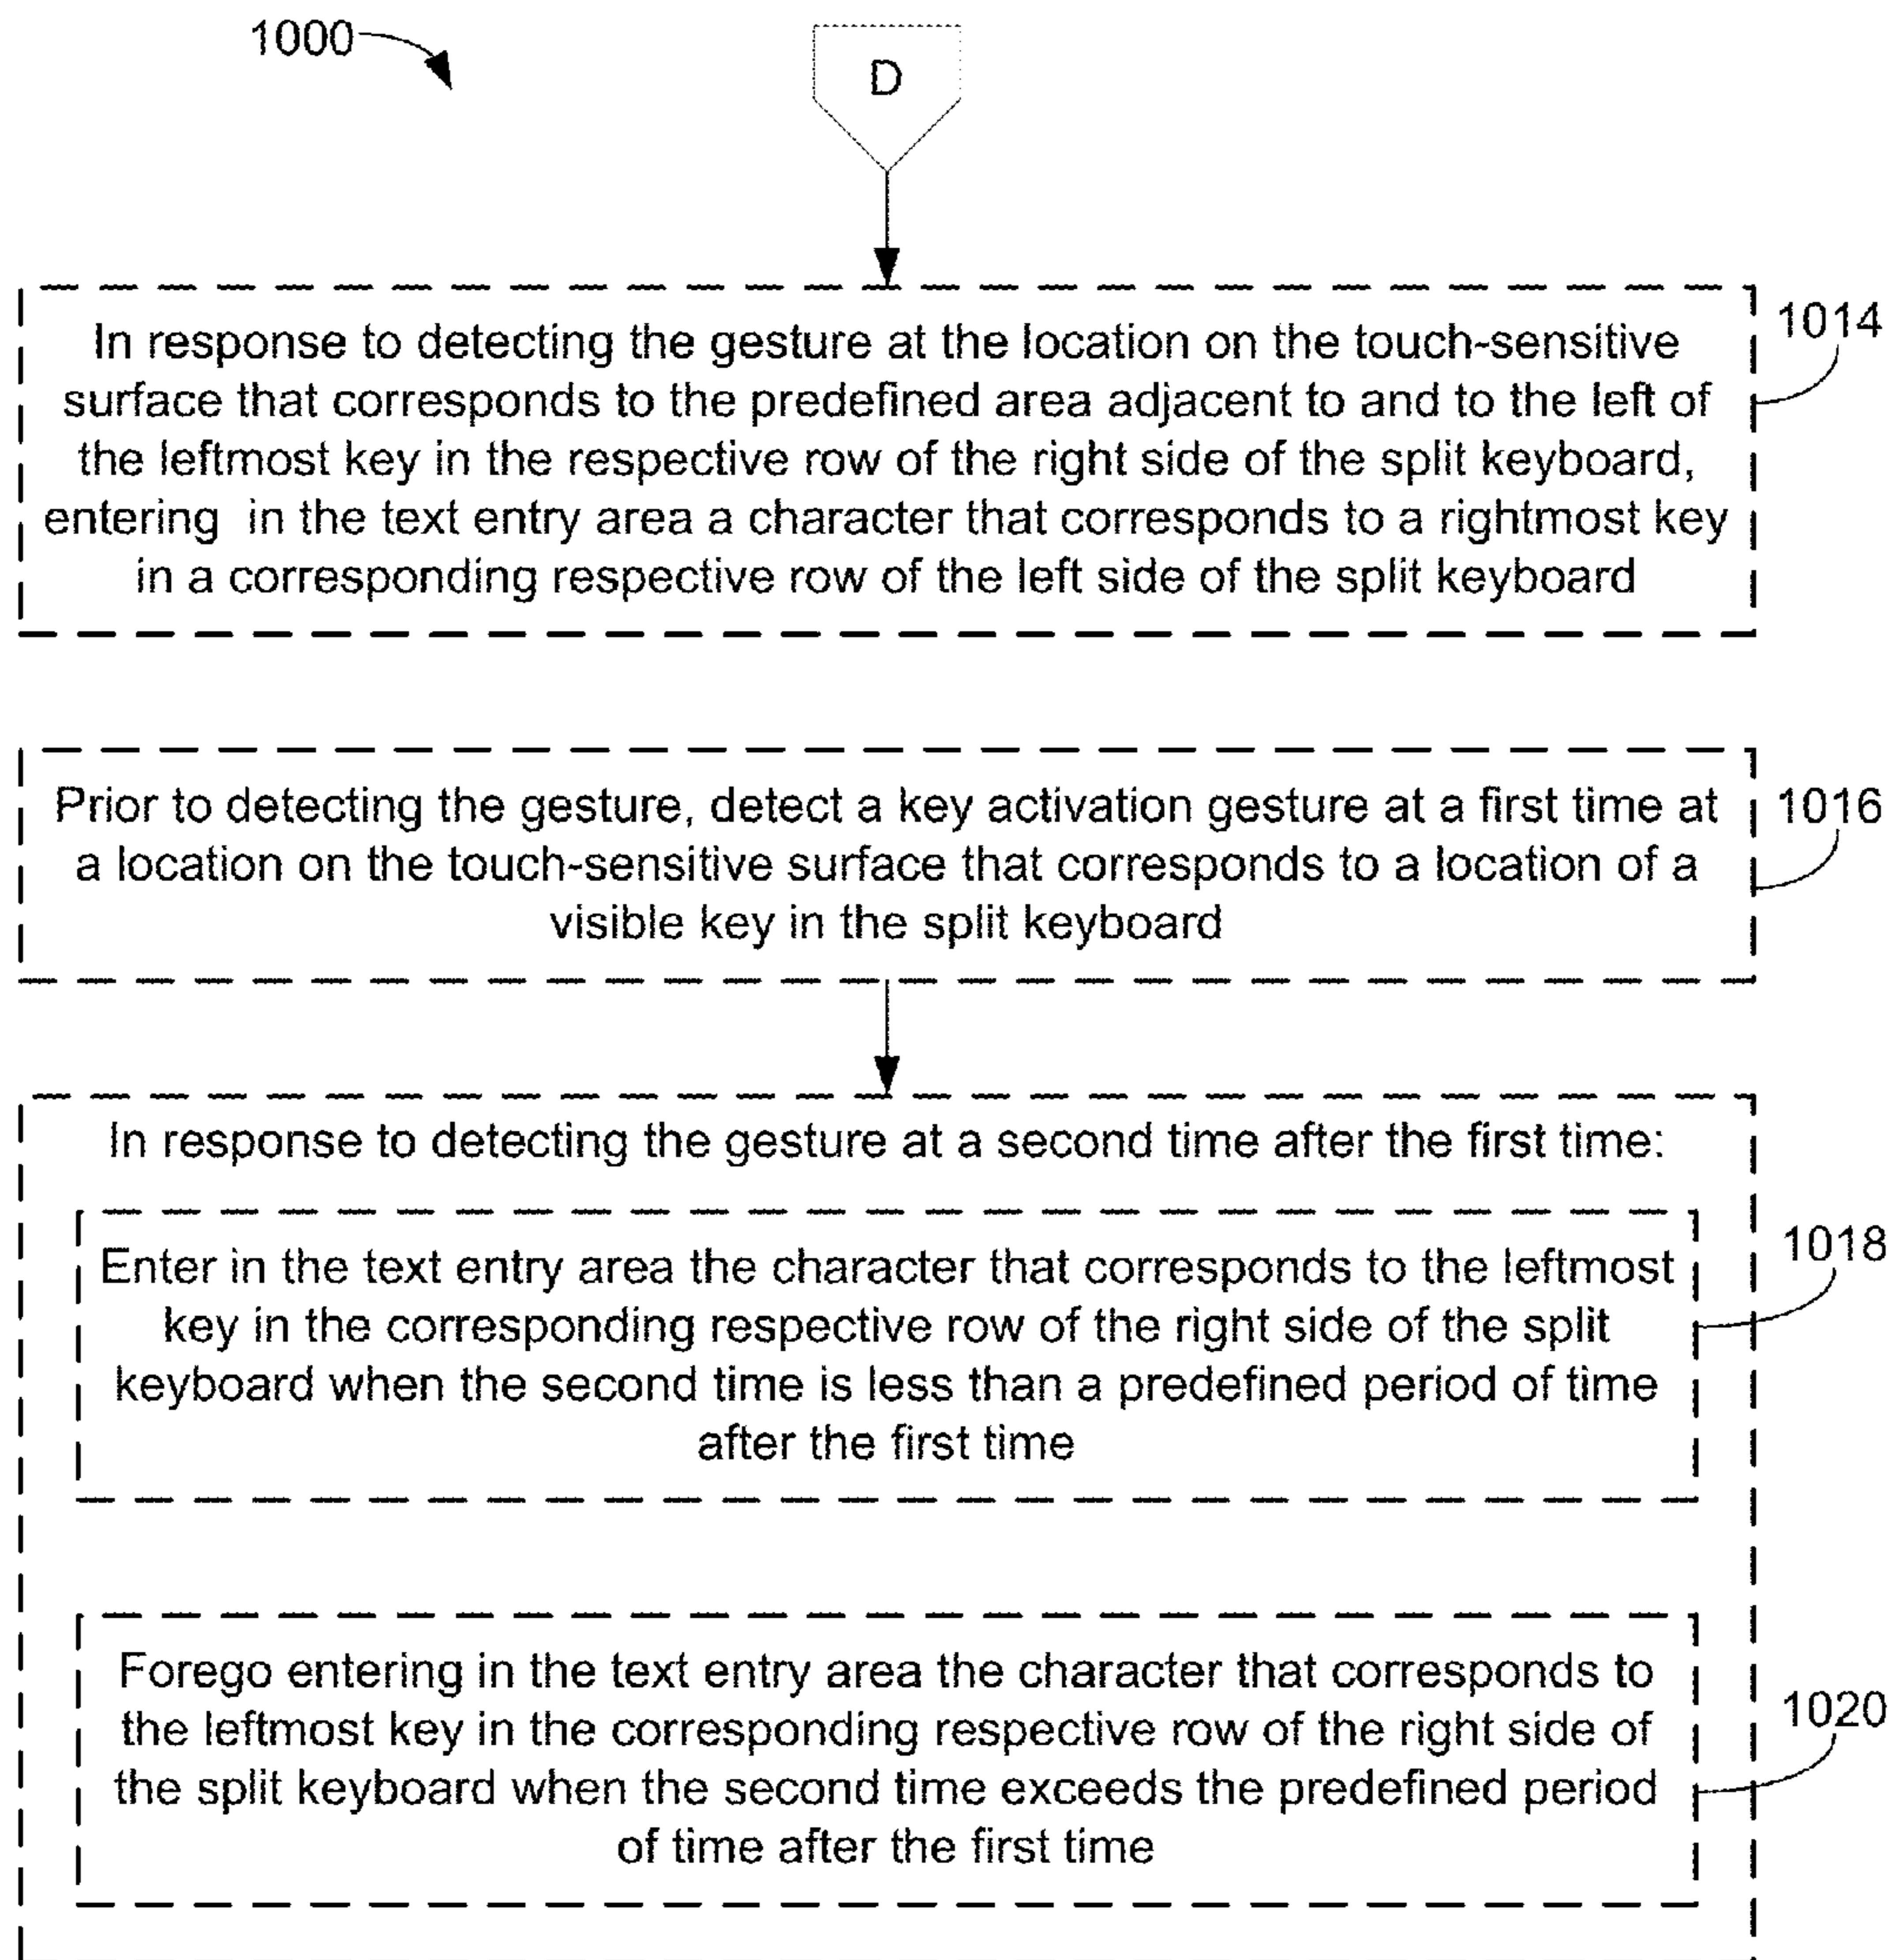 1000
D
In response to detecting the gesture at the location on the touch-sensitive
surface that corresponds to the predefined area adjacent to and to the left of
the leftmost key in the respective row of the right side of the split keyboard,
entering in the text entry area a character that corresponds to a rightmost key
in a corresponding respective row of the left side of the split keyboard
1014
Prior to detecting the gesture, detect a key activation gesture at a first time at
a location on the touch-sensitive surface that corresponds to a location of a
visible key in the split keyboard
1016
In response to detecting the gesture at a second time after the first time:
Enter in the text entry area the character that corresponds to the leftmost
key in the corresponding respective row of the right side of the split
keyboard when the second time is less than a predefined period of time
after the first time
1018
Forego entering in the text entry area the character that corresponds to
the leftmost key in the corresponding respective row of the right side of
the split keyboard when the second time exceeds the predefined period
of time after the first time
1020